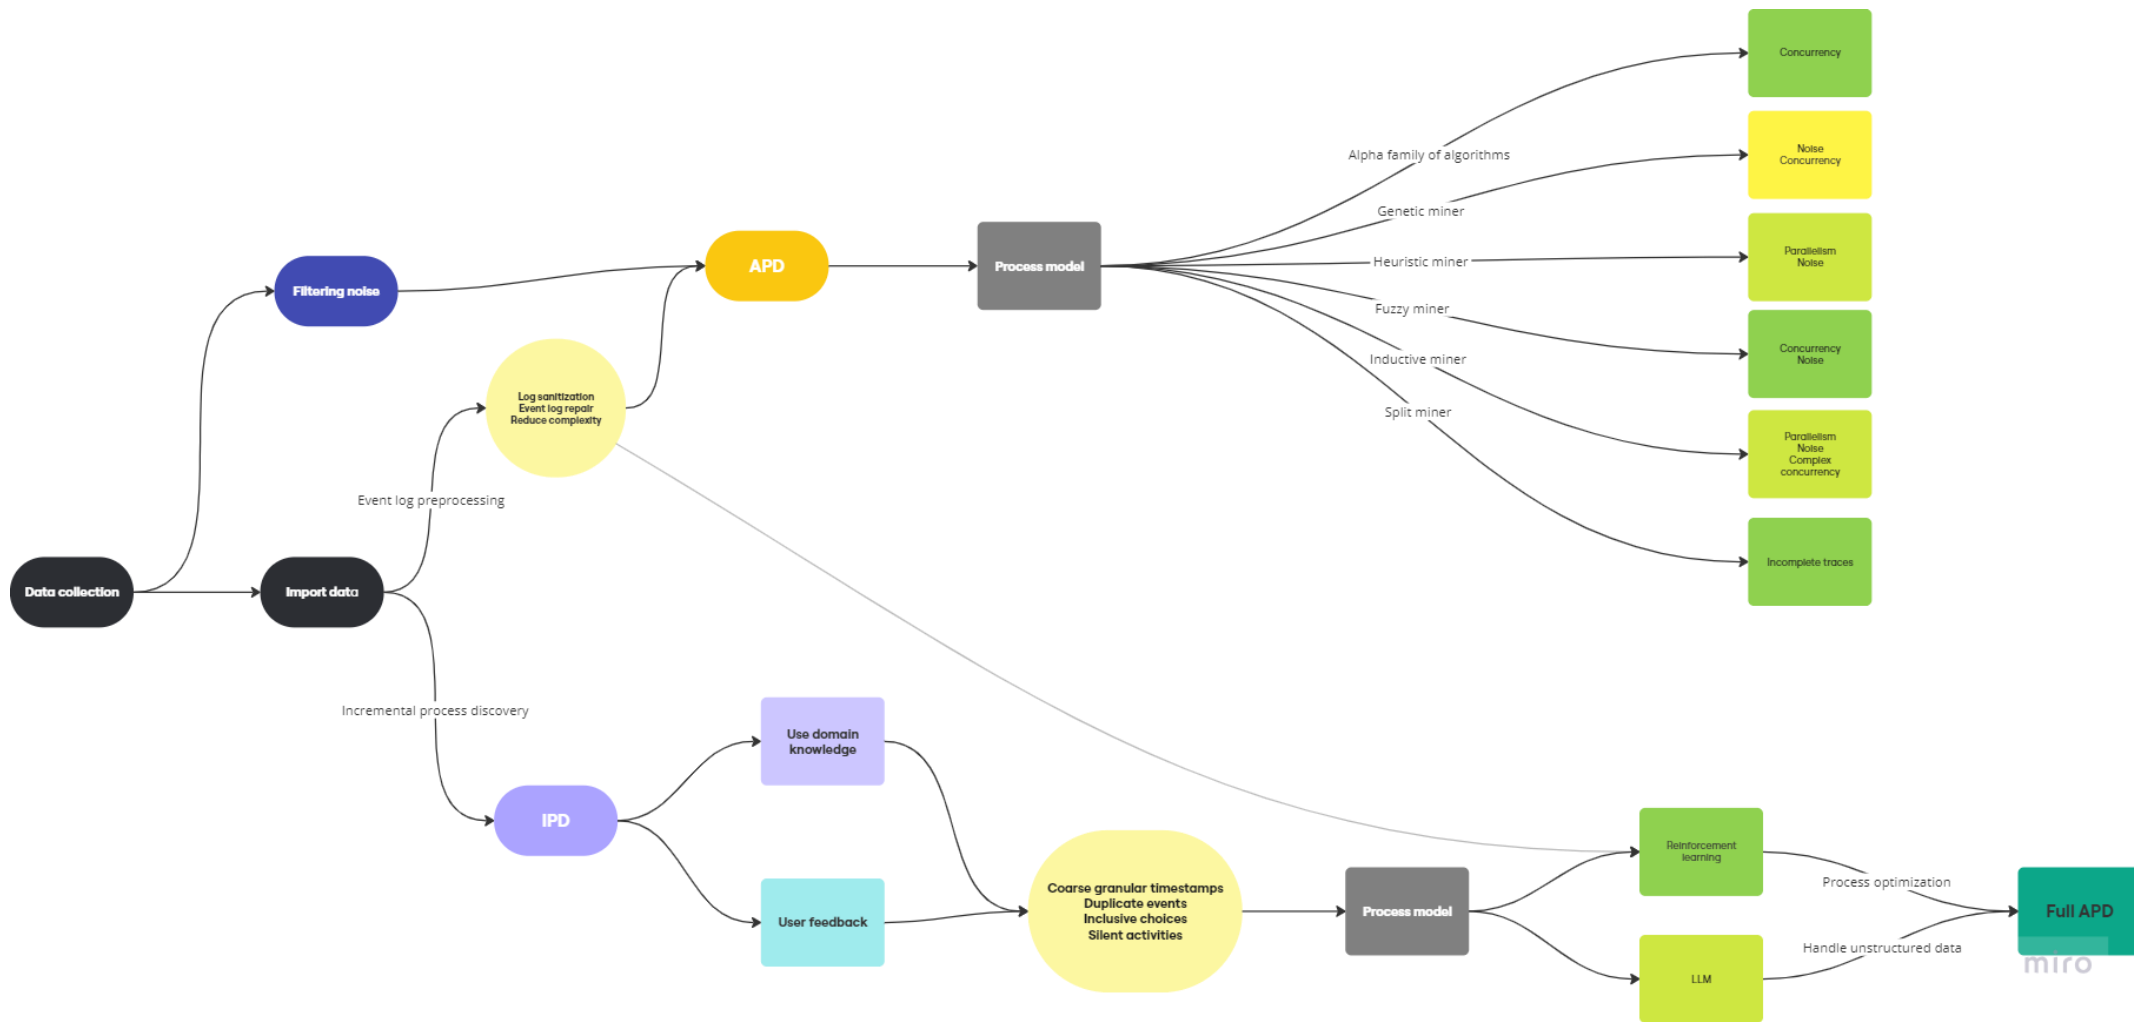 Concurrency
Noise
Concurrency
Alpha family of algorithms
Genetic miner
Parallelism
Noise
Heuristic miner
APD
Process model
Filtering noise
Fuzzy miner
Concurrency
Noise
Inductive miner
Log sanitization
Event log repair
Reduce complexity
Split miner
Parallelism
Noise
Complex
concurrency
Event log preprocessing
Incomplete traces
Data collection
Import data
Incremental process discovery
Use domain
knowledge
IPD
Reinforcement
learning
Process optimization
Coarse granular timestamps
Duplicate events
Inclusive choices
Silent activities
User feedback
Process model
Full APD
Handle unstructured data
LLM
miro